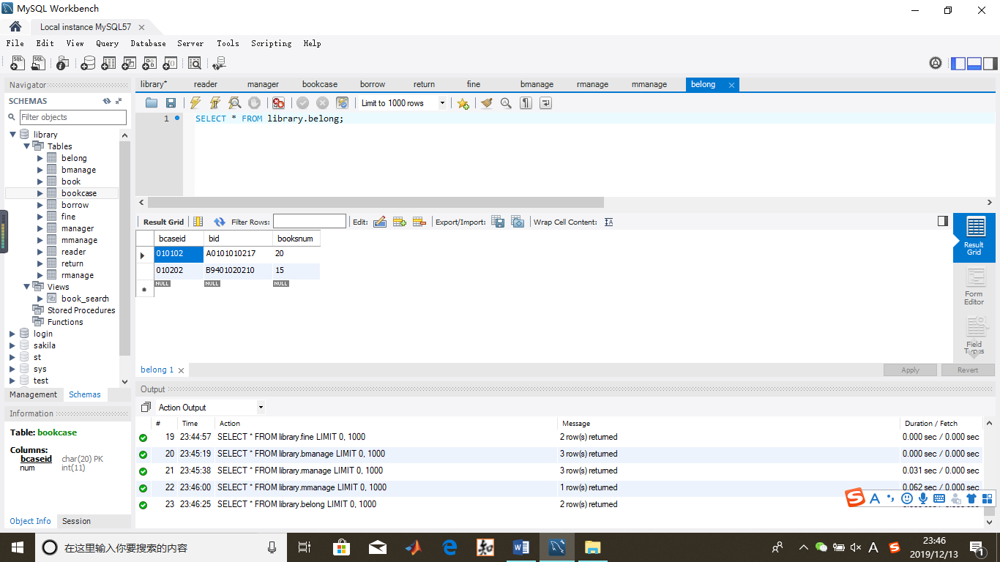 MySQL Workbench
Local instance MySQL57
File Edit View Query Database Server Tools Scripting Help
Navigator
SCHEMAS
Filter objects
library
Tables
belong
bmanage
book
bookcase
borrow
fine
manager
mmanage
reader
return
rmanage
Views
book_search
Stored Procedures
Functions
login
sakila
st
sys
test
Management Schemas
Information
Table: bookcase
Columns:
bcaseid char(20) PK
num int(11)
Object Info Session
library* reader manager bookcase borrow return fine bmanage rmanage mmanage belong
Limit to 1000 rows
1 SELECT * FROM library.belong;
Result Grid Filter Rows: Edit: Export/Import: Wrap Cell Content:
bcaseid bid booksnum
010102 A0101010217 20
010202 B9401020210 15
NULL NULL NULL
Result Grid
Form Editor
Field Types
belong 1
Apply Revert
Output
Action Output
# Time Action Message Duration / Fetch
19 23:44:57 SELECT * FROM library.fine LIMIT 0, 1000 2 row(s) returned 0.000 sec / 0.000 sec
20 23:45:19 SELECT * FROM library.bmanage LIMIT 0, 1000 3 row(s) returned 0.000 sec / 0.000 sec
21 23:45:38 SELECT * FROM library.rmanage LIMIT 0, 1000 3 row(s) returned 0.031 sec / 0.000 sec
22 23:46:00 SELECT * FROM library.mmanage LIMIT 0, 1000 1 row(s) returned 0.062 sec / 0.000 sec
23 23:46:25 SELECT * FROM library.belong LIMIT 0, 1000 2 row(s) returned
在这里输入你要搜索的内容
知
A
23:46
2019/12/13
1